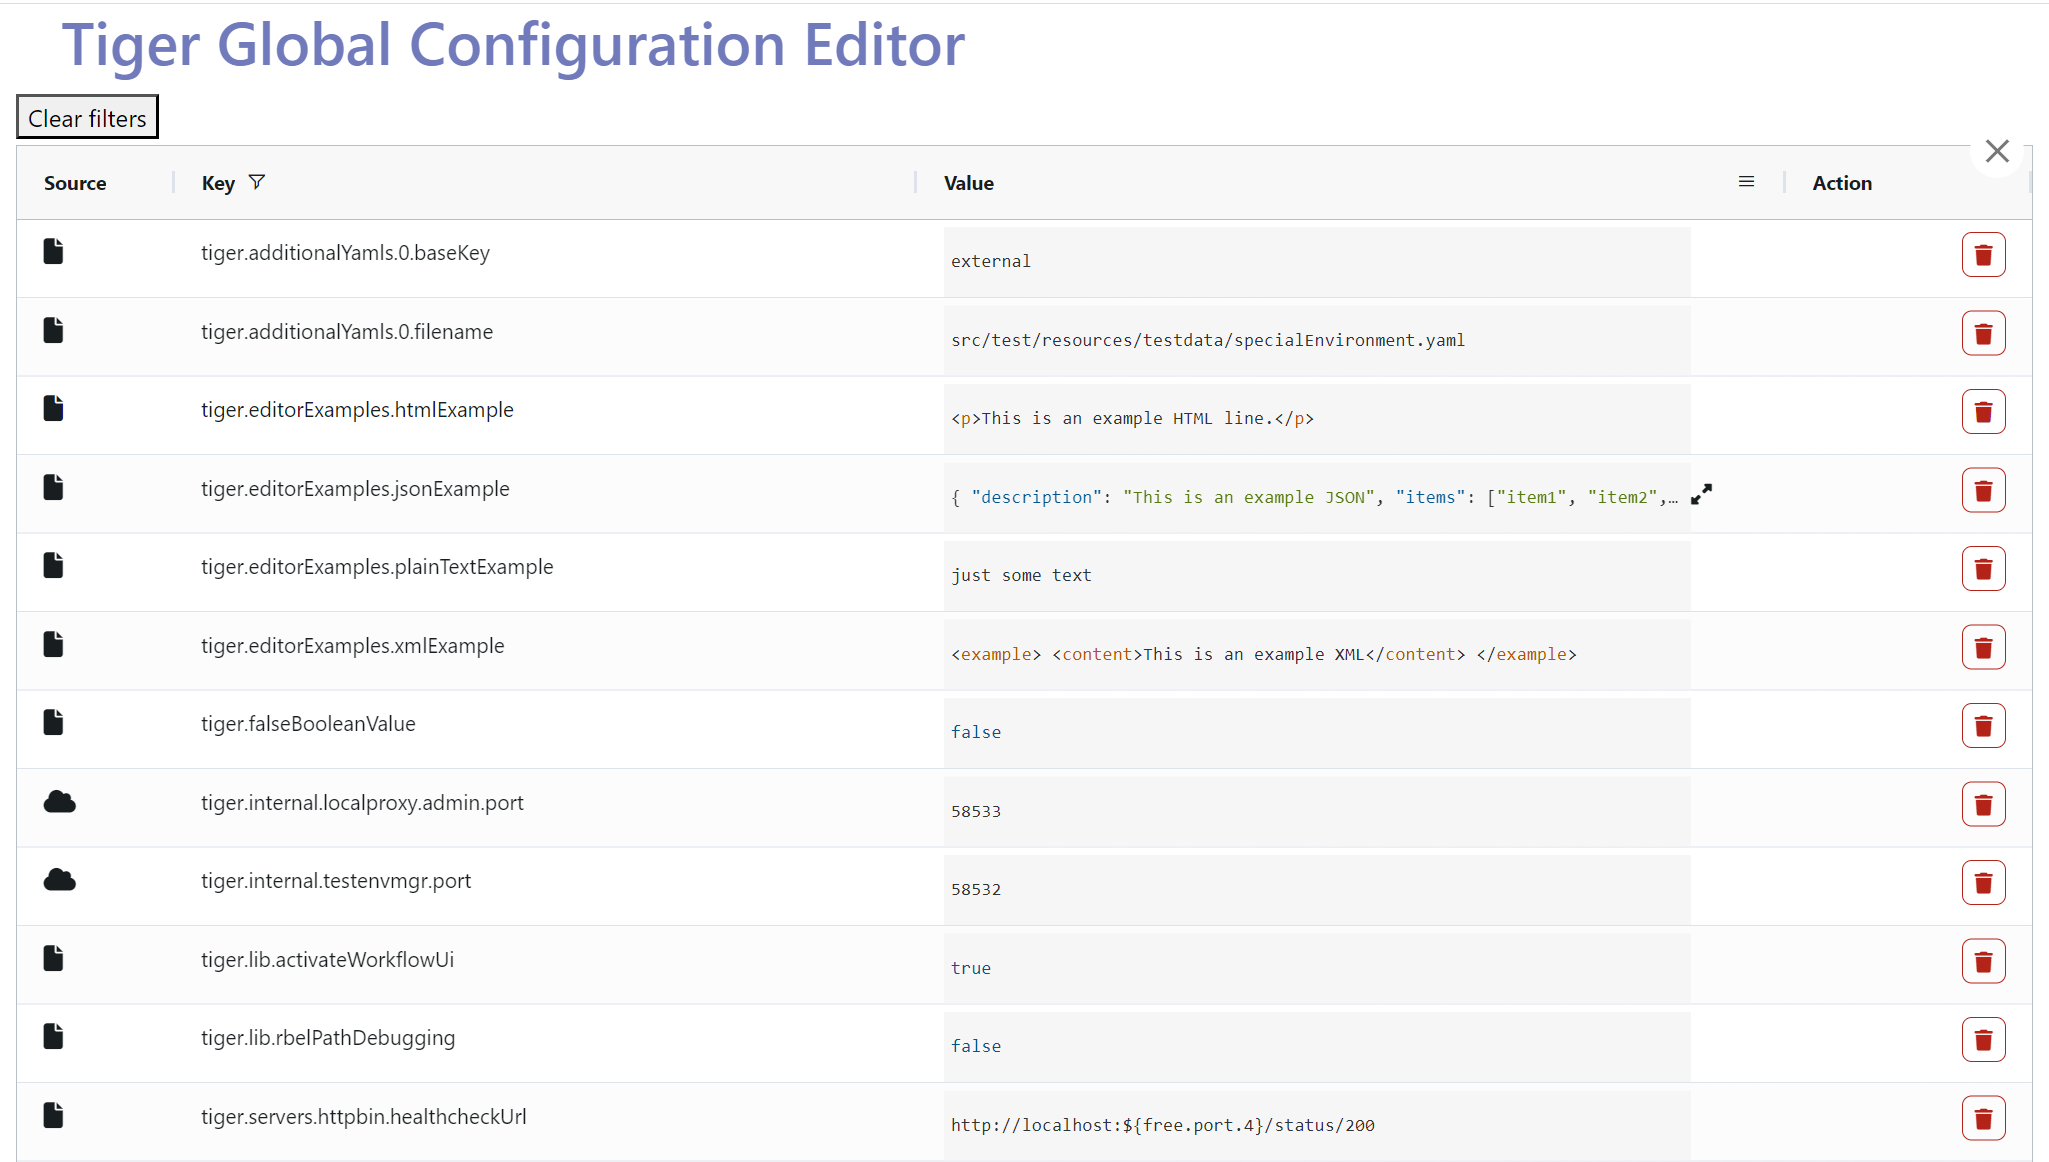 Tiger Global Configuration Editor
Clear filters
Source Key Value Action
tiger.additionalYamls.0.baseKey external
tiger.additionalYamls.0.filename src/test/resources/testdata/specialEnvironment.yaml
tiger.editorExamples.htmlExample <p>This is an example HTML line.</p>
tiger.editorExamples.jsonExample { "description": "This is an example JSON", "items": ["item1", "item2",…
tiger.editorExamples.plainTextExample just some text
tiger.editorExamples.xmlExample <example> <content>This is an example XML</content> </example>
tiger.falseBooleanValue false
tiger.internal.localproxy.admin.port 58533
tiger.internal.testenvmgr.port 58532
tiger.lib.activateWorkflowUi true
tiger.lib.rbelPathDebugging false
tiger.servers.httpbin.healthcheckUrl http://localhost:${free.port.4}/status/200